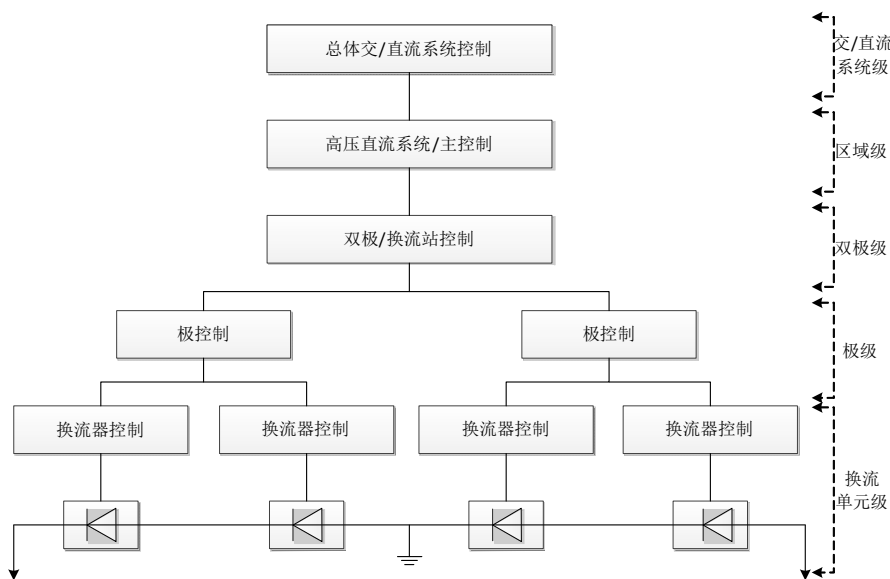 总体交/直流系统控制
交/直流
系统级
高压直流系统/主控制
区域级
双极/换流站控制
双极级
极控制
极控制
极级
换流器控制
换流器控制
换流器控制
换流器控制
换流
单元级